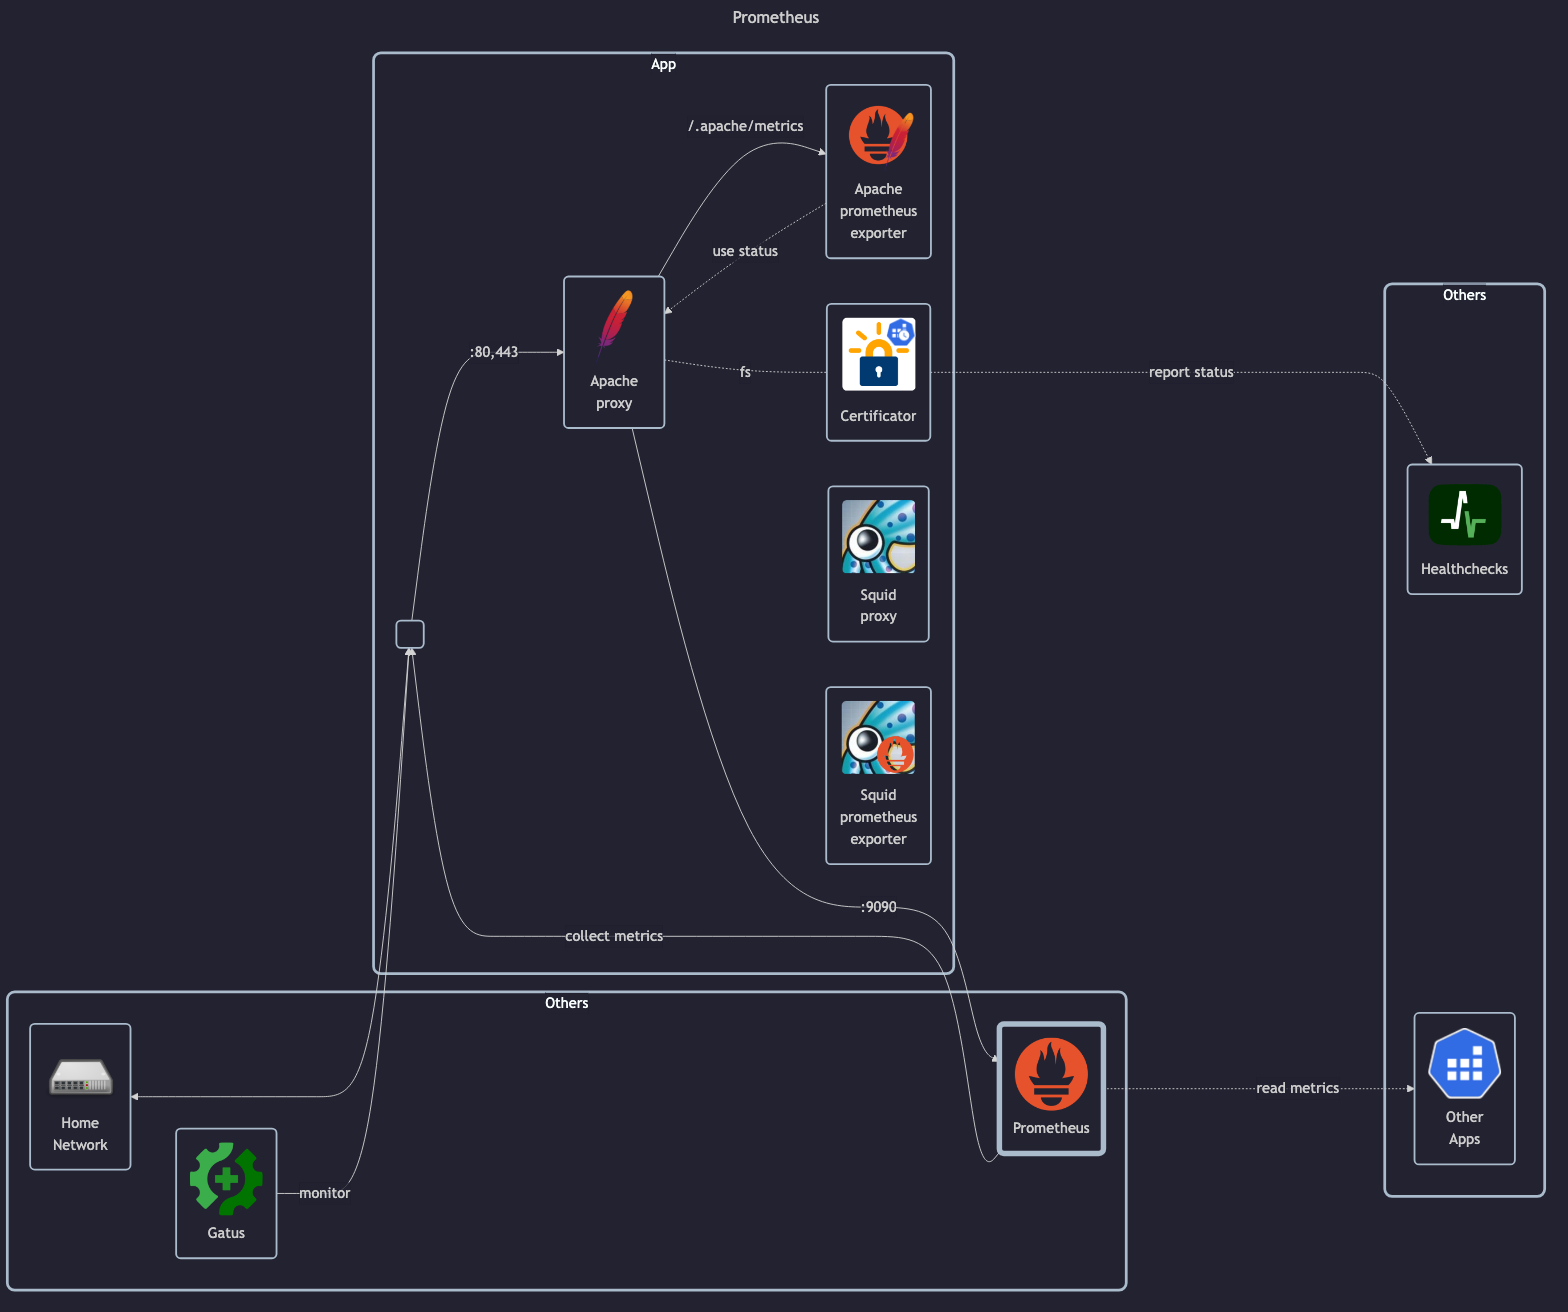 Prometheus
App
/.apache/metrics
Apache
prometheus
exporter
use status
Others
:80,443
Apache
proxy
fs
Certificator
report status
Squid
proxy
Healthchecks
Squid
prometheus
exporter
:9090
collect metrics
Others
Home
Network
Prometheus
read metrics
Other
Apps
monitor
Gatus